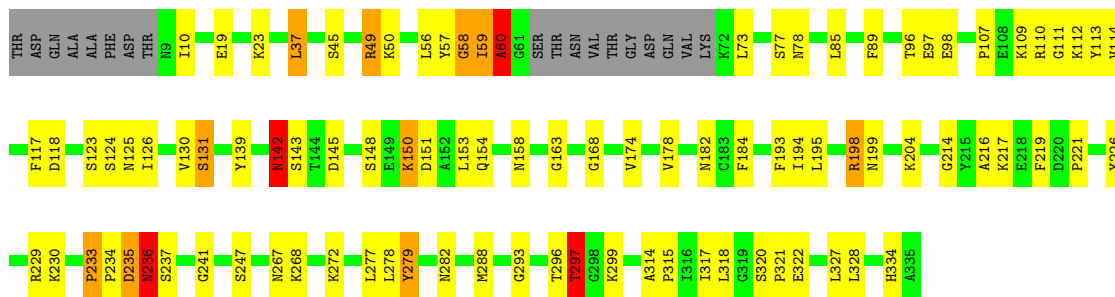 THR ASP GLN ALA ALA PHE ASP THR N9 I10 E19 K23 L37 S45 R49 K50 L56 Y57 G58 I59 A60 G61 SER THR ASN VAL THR GLY ASP GLN VAL LYS K72 L73 S77 N78 L85 F89 T96 E97 E98 P107 E108 K109 R110 G111 K112 Y113
F117 D118 S123 S124 N125 I126 V130 S131 Y139 N142 S143 T144 D145 S148 E149 K150 D151 A152 L153 Q154 N158 G163 G168 V174 V178 N182 C183 F184 F193 I194 L195 R198 N199 K204 G214 Y215 A216 K217 E218 F219 D220 P221
R229 K230 P233 P234 D235 N236 S237 G241 S247 N267 K268 K272 L277 L278 Y279 N282 M288 G293 T296 T297 G298 K299 A314 P315 I316 I317 L318 G319 S320 P321 E322 L327 L328 H334 A335